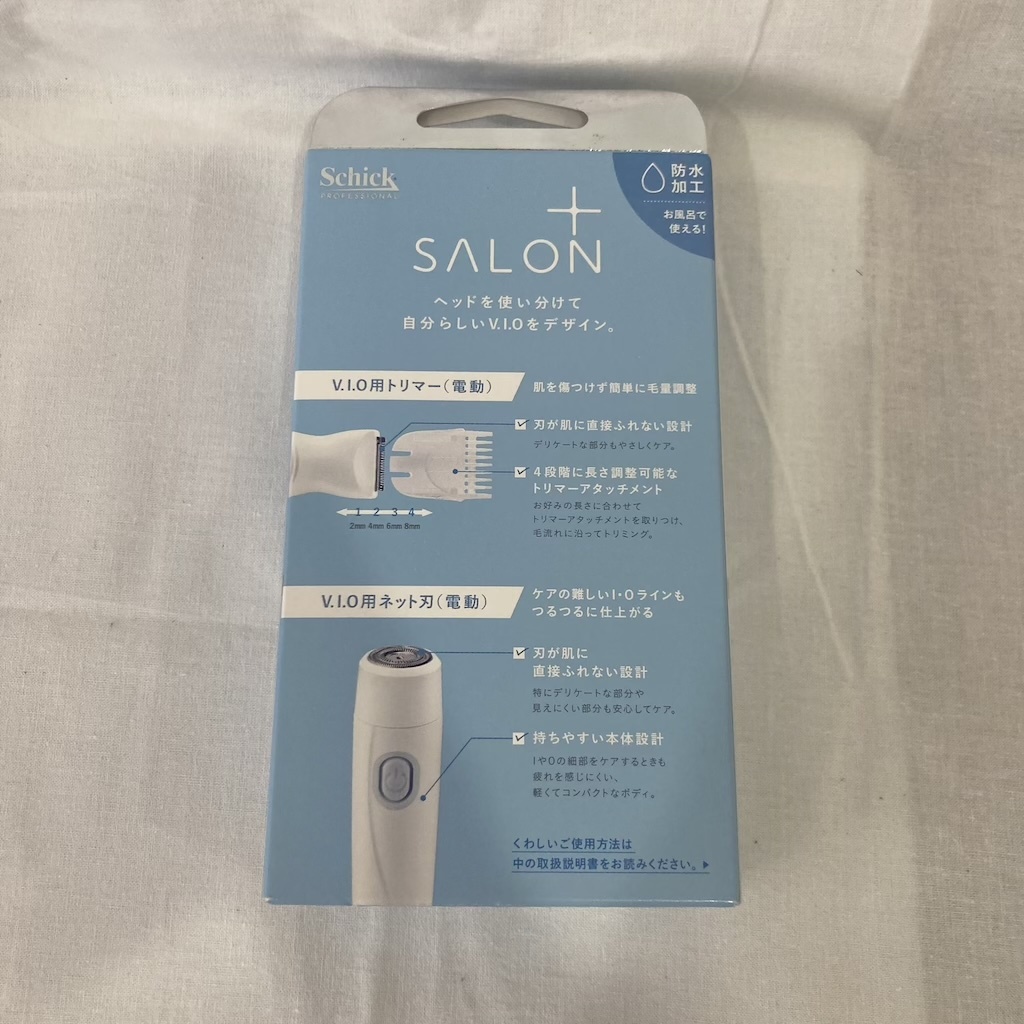 Schick
PROFESSIONAL
防水
加工
お風呂で
使える!
SALON
ヘッドを使い分けて
自分らしいV.I.Oをデザイン。
V.I.O用トリマー(電動)
肌を傷つけず簡単に毛量調整
刃が肌に直接ふれない設計
デリケートな部分もやさしくケア。
4段階に長さ調整可能な
トリマーアタッチメント
お好みの長さに合わせて
トリマーアタッチメントを取りつけ、
毛流れに沿ってトリミング。
1 2 3 4
2mm 4mm 6mm 8mm
V.I.O用ネット刃(電動)
ケアの難しいI・Oラインも
つるつるに仕上がる
刃が肌に
直接ふれない設計
特にデリケートな部分や
見えにくい部分も安心してケア。
持ちやすい本体設計
IやOの細部をケアするときも
疲れを感じにくい、
軽くてコンパクトなボディ。
くわしいご使用方法は
中の取扱説明書をお読みください。▶